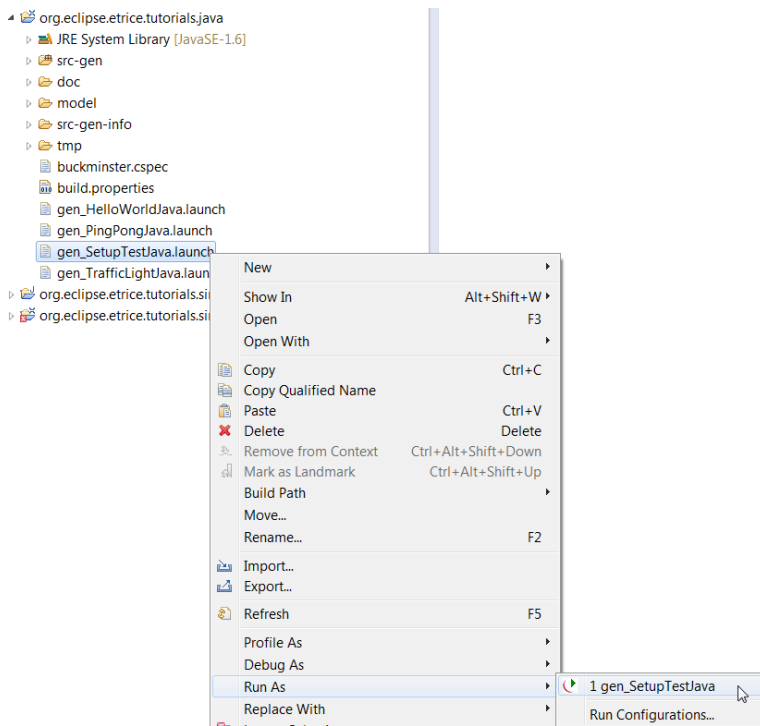 org.eclipse.etrice.tutorials.java
JRE System Library [JavaSE-1.6]
src-gen
doc
model
src-gen-info
tmp
buckminster.cspec
build.properties
gen_HelloWorldJava.launch
gen_PingPongJava.launch
gen_SetupTestJava.launch
gen_TrafficLightJava.laun
org.eclipse.etrice.tutorials.si
org.eclipse.etrice.tutorials.si
New
Show In Alt+Shift+W
Open F3
Open With
Copy Ctrl+C
Copy Qualified Name
Paste Ctrl+V
Delete Delete
Remove from Context Ctrl+Alt+Shift+Down
Mark as Landmark Ctrl+Alt+Shift+Up
Build Path
Move...
Rename... F2
Import...
Export...
Refresh F5
Profile As
Debug As
Run As 1 gen_SetupTestJava
Replace With Run Configurations...